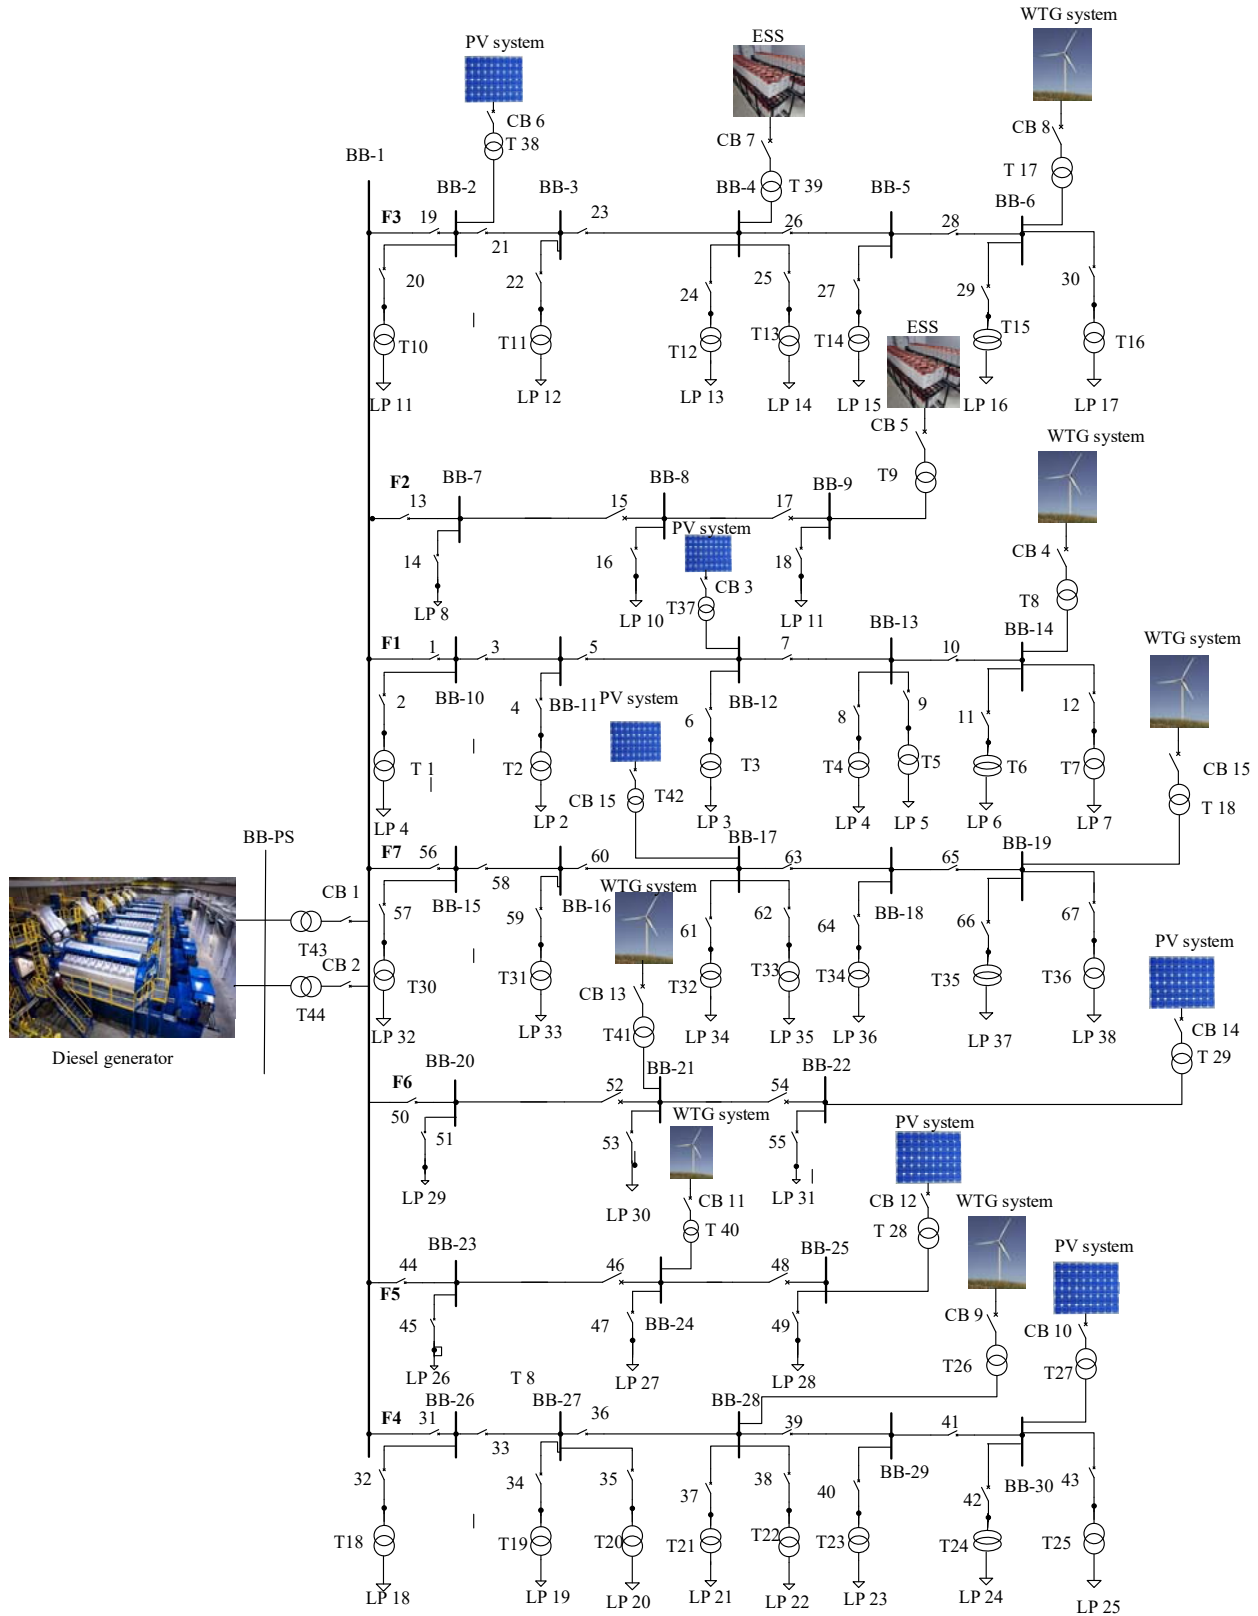 WTG system
ESS
PV system
CB 6
T 38
CB 7
T 39
CB 8
T 17
BB-1
BB-2
BB-3
BB-4
BB-5
BB-6
F3
19
21
23
26
28
20
22
24
25
27
29
30
T10
T11
T12
T13
T14
T15
T16
ESS
LP 11
LP 12
LP 13
LP 14
LP 15
LP 16
LP 17
CB 5
T9
WTG system
F2
BB-7
BB-8
BB-9
13
15
17
14
16
18
LP 8
LP 10
LP 11
PV system
CB 3
T37
CB 4
T8
F1
BB-13
BB-14
1
3
5
7
10
BB-10
BB-11
BB-12
2
4
6
8
9
11
12
WTG system
PV system
T 1
T2
T3
T4
T5
T6
T7
CB 15
T42
CB 15
T 18
LP 4
LP 2
LP 3
LP 4
LP 5
LP 6
LP 7
BB-PS
F7
56
58
60
BB-17
63
65
BB-19
BB-15
BB-16
BB-18
WTG system
57
59
61
62
64
66
67
CB 1
T43
CB 2
T44
T30
T31
T32
T33
T34
T35
T36
CB 13
T41
PV system
CB 14
T 29
LP 32
LP 33
LP 34
LP 35
LP 36
LP 37
LP 38
Diesel generator
F6
BB-20
BB-21
BB-22
50
52
54
51
53
55
WTG system
PV system
LP 29
LP 30
LP 31
CB 11
T 40
CB 12
T 28
WTG system
BB-23
BB-25
44
46
48
F5
BB-24
45
47
49
PV system
CB 9
T26
CB 10
T27
LP 26
LP 27
LP 28
T 8
BB-26
BB-27
BB-28
F4
31
33
36
39
41
BB-29
BB-30
32
34
35
37
38
40
42
43
T18
T19
T20
T21
T22
T23
T24
T25
LP 18
LP 19
LP 20
LP 21
LP 22
LP 23
LP 24
LP 25